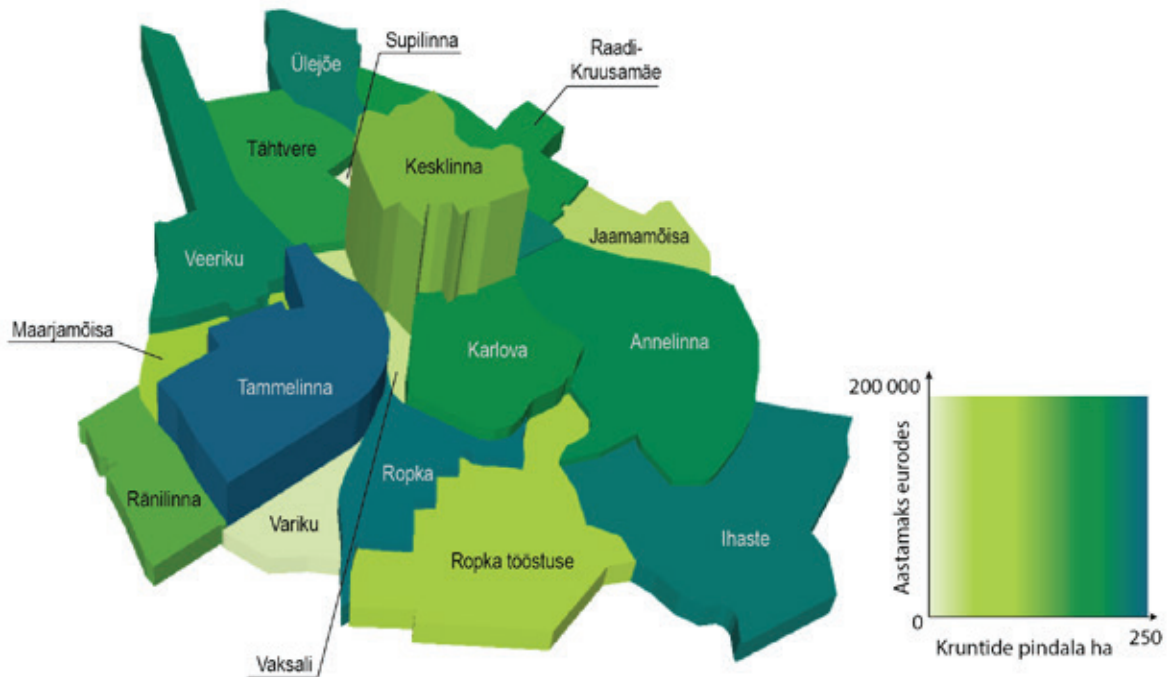 Supilinna
Raadi-
Kruusamäe
Ülejõe
Tähtvere
Kesklinna
Jaamamõisa
Veeriku
Maarjamõisa
Karlova
Annelinna
Tammelinna
Ropka
Ränilinna
Variku
Ropka tööstuse
Ihaste
Vaksali
200 000
Aastamaks eurodes
0
250
Kruntide pindala ha